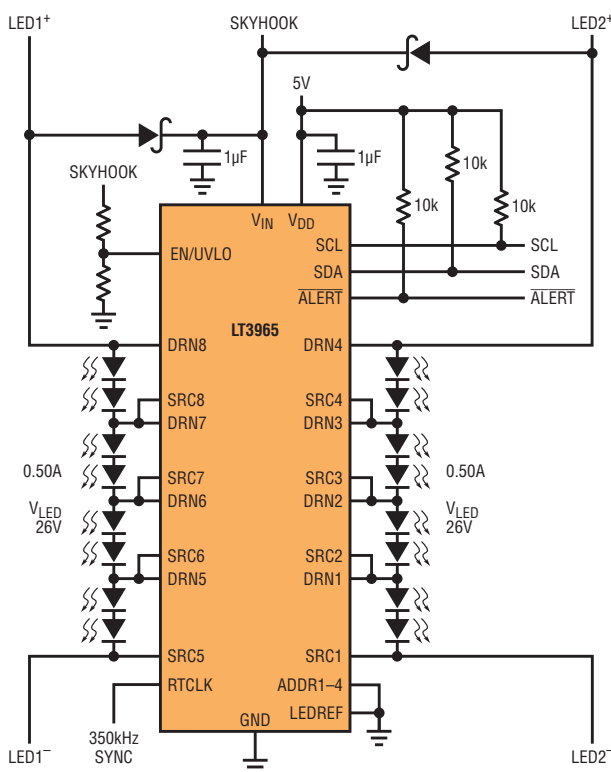 LED1+
SKYHOOK
LED2+
5V
1µF
1µF
10k
10k
10k
SKYHOOK
VIN
VDD
EN/UVLO
SCL
SCL
SDA
SDA
ALERT
ALERT
LT3965
DRN8
DRN4
SRC8
SRC4
DRN7
DRN3
0.50A
SRC7
SRC3
0.50A
DRN6
DRN2
VLED
26V
VLED
26V
SRC6
SRC2
DRN5
DRN1
SRC5
SRC1
RTCLK
ADDR1–4
LEDREF
GND
350kHz
SYNC
LED1–
LED2–